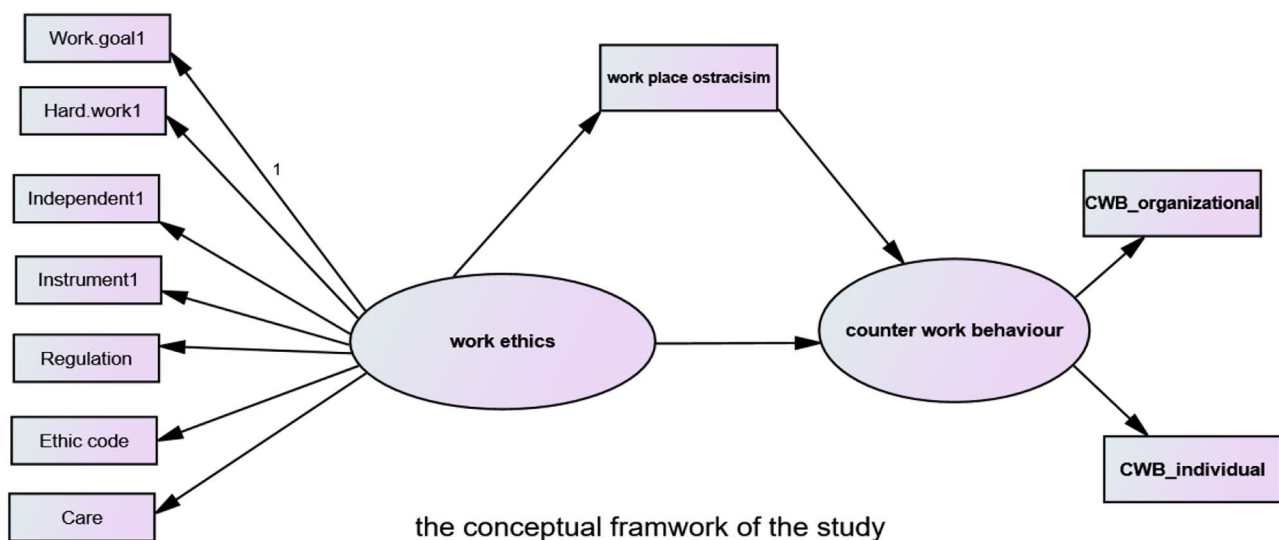 Work.goal1
Hard.work1
Independent1
Instrument1
Regulation
Ethic code
Care
1
work ethics
work place ostracisim
counter work behaviour
CWB_organizational
CWB_individual
the conceptual framwork of the study